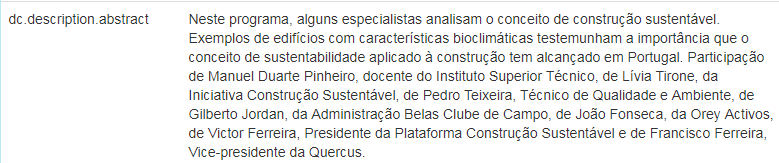 dc.description.abstract
Neste programa, alguns especialistas analisam o conceito de construção sustentável.
Exemplos de edifícios com características bioclimáticas testemunham a importância que o
conceito de sustentabilidade aplicado à construção tem alcançado em Portugal. Participação
de Manuel Duarte Pinheiro, docente do Instituto Superior Técnico, de Lívia Tirone, da
Iniciativa Construção Sustentável, de Pedro Teixeira, Técnico de Qualidade e Ambiente, de
Gilberto Jordan, da Administração Belas Clube de Campo, de João Fonseca, da Orey Activos,
de Victor Ferreira, Presidente da Plataforma Construção Sustentável e de Francisco Ferreira,
Vice-presidente da Quercus.